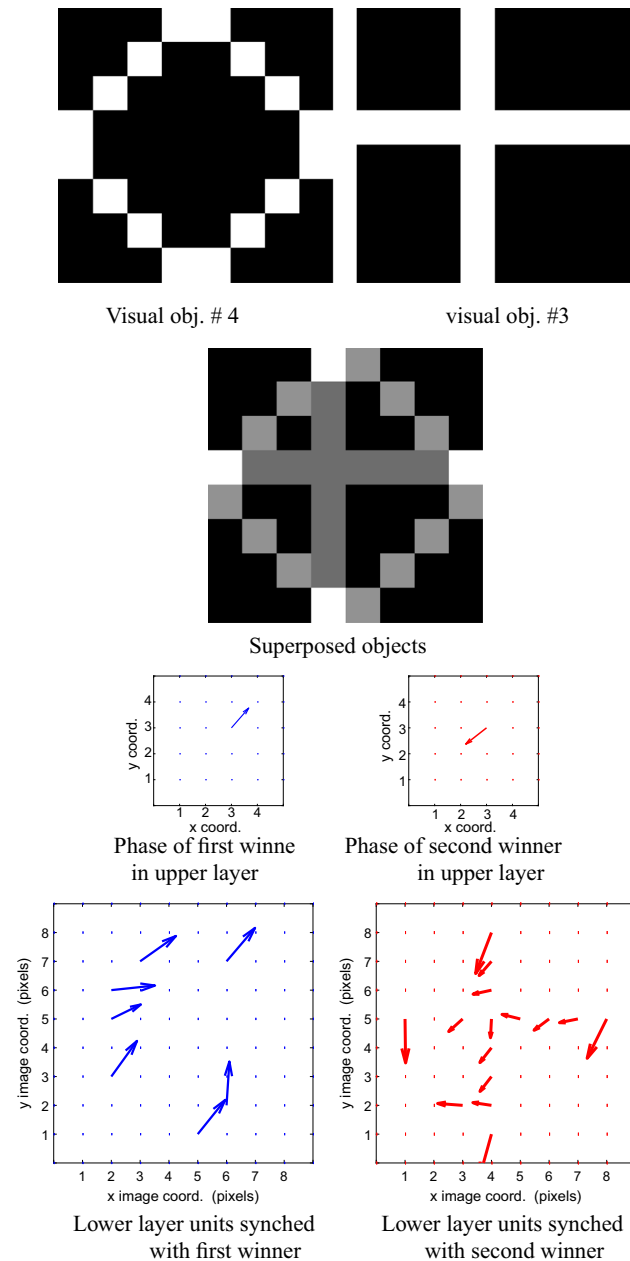 Visual obj. # 4
visual obj. #3
Superposed objects
y coord.
4
3
2
1
1 2 3 4
x coord.
y coord.
4
3
2
1
1 2 3 4
x coord.
Phase of first winne
in upper layer
Phase of second winner
in upper layer
y image coord. (pixels)
8
7
6
5
4
3
2
1
1 2 3 4 5 6 7 8
x image coord. (pixels)
y image coord. (pixels)
8
7
6
5
4
3
2
1
1 2 3 4 5 6 7 8
x image coord. (pixels)
Lower layer units synched
with first winner
Lower layer units synched
with second winner